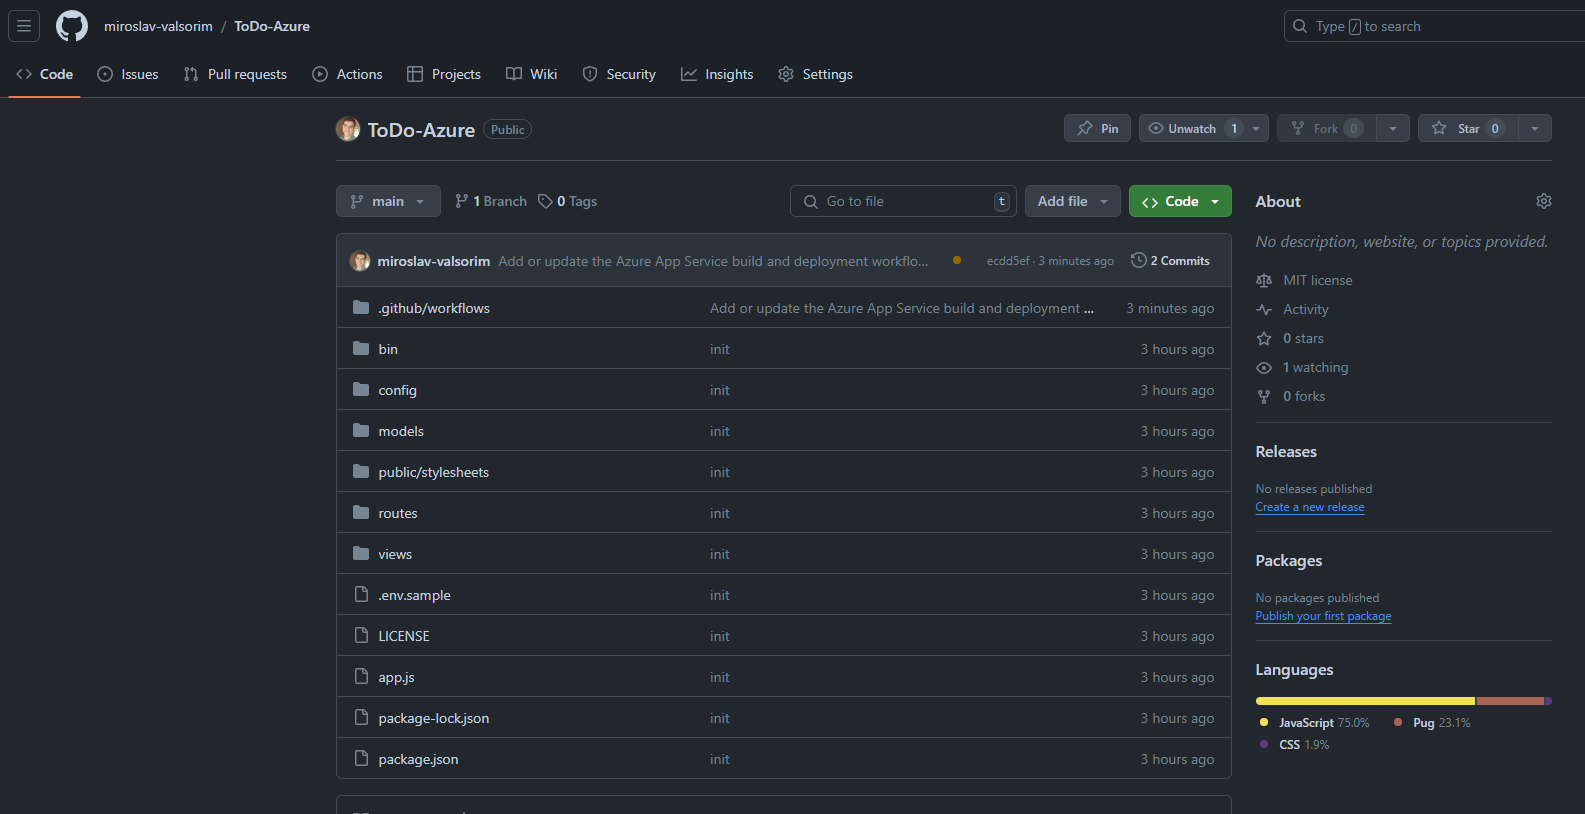 miroslav-valsorim / ToDo-Azure
Type / to search
Code Issues Pull requests Actions Projects Wiki Security Insights Settings
ToDo-Azure Public
Pin Unwatch 1 Fork 0 Star 0
main 1 Branch 0 Tags
Go to file t Add file Code
miroslav-valsorim Add or update the Azure App Service build and deployment workflo... ecdd5ef · 3 minutes ago 2 Commits
.github/workflows Add or update the Azure App Service build and deployment ... 3 minutes ago
bin init 3 hours ago
config init 3 hours ago
models init 3 hours ago
public/stylesheets init 3 hours ago
routes init 3 hours ago
views init 3 hours ago
.env.sample init 3 hours ago
LICENSE init 3 hours ago
app.js init 3 hours ago
package-lock.json init 3 hours ago
package.json init 3 hours ago
About
No description, website, or topics provided.
MIT license
Activity
0 stars
1 watching
0 forks
Releases
No releases published
Create a new release
Packages
No packages published
Publish your first package
Languages
JavaScript 75.0% Pug 23.1%
CSS 1.9%